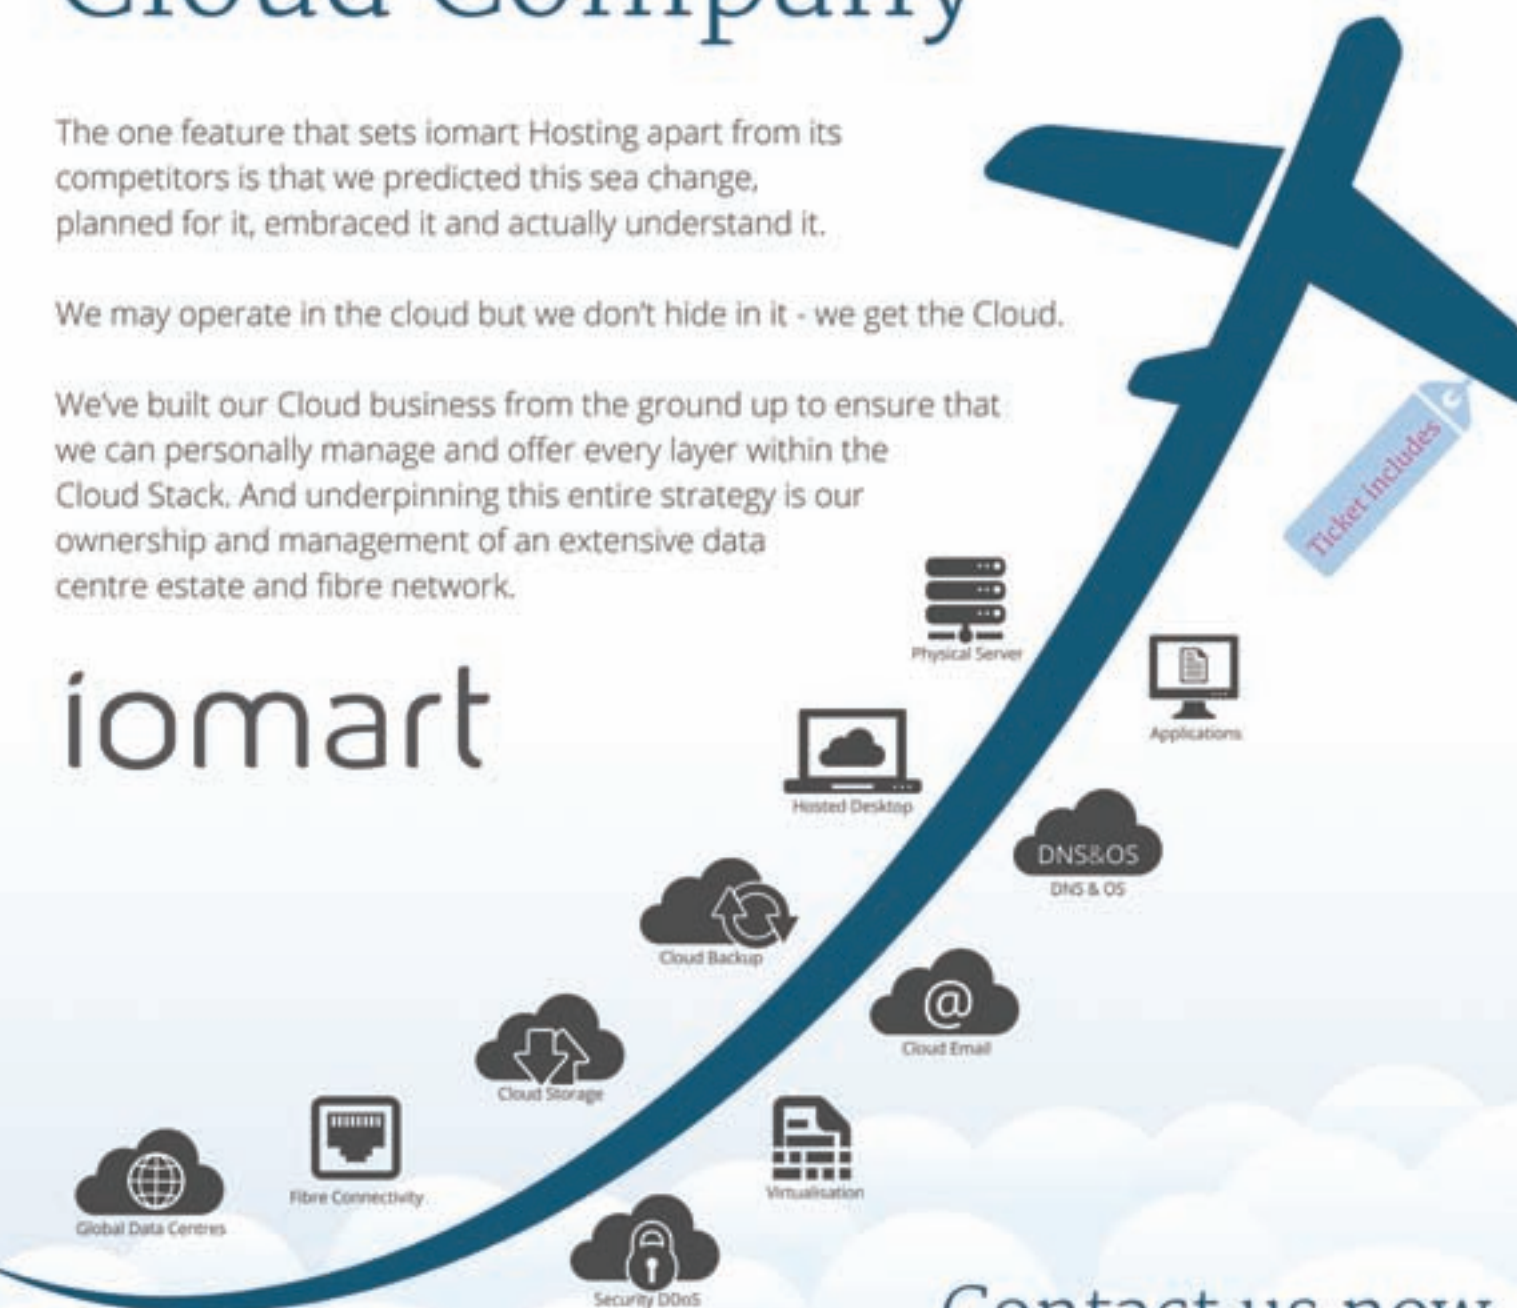 Cloud Company
The one feature that sets iomart Hosting apart from its
competitors is that we predicted this sea change,
planned for it, embraced it and actually understand it.
We may operate in the cloud but we don't hide in it - we get the Cloud.
We've built our Cloud business from the ground up to ensure that
we can personally manage and offer every layer within the
Cloud Stack. And underpinning this entire strategy is our
ownership and management of an extensive data
centre estate and fibre network.
iomart
Ticket includes
Physical Server
Applications
Hosted Desktop
DNS&OS
DNS & OS
Cloud Backup
@
Cloud Email
Cloud Storage
Fibre Connectivity
Virtualisation
Global Data Centres
Security DDoS
Contact us now